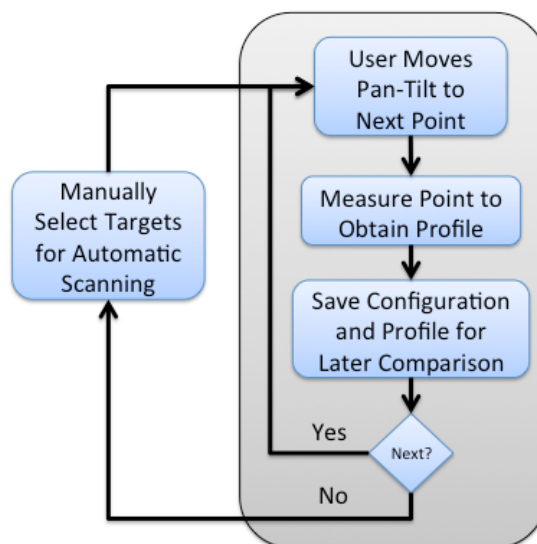 User Moves
Pan-Tilt to
Next Point
Manually
Select Targets
for Automatic
Scanning
Measure Point to
Obtain Profile
Save Configuration
and Profile for
Later Comparison
Yes
Next?
No